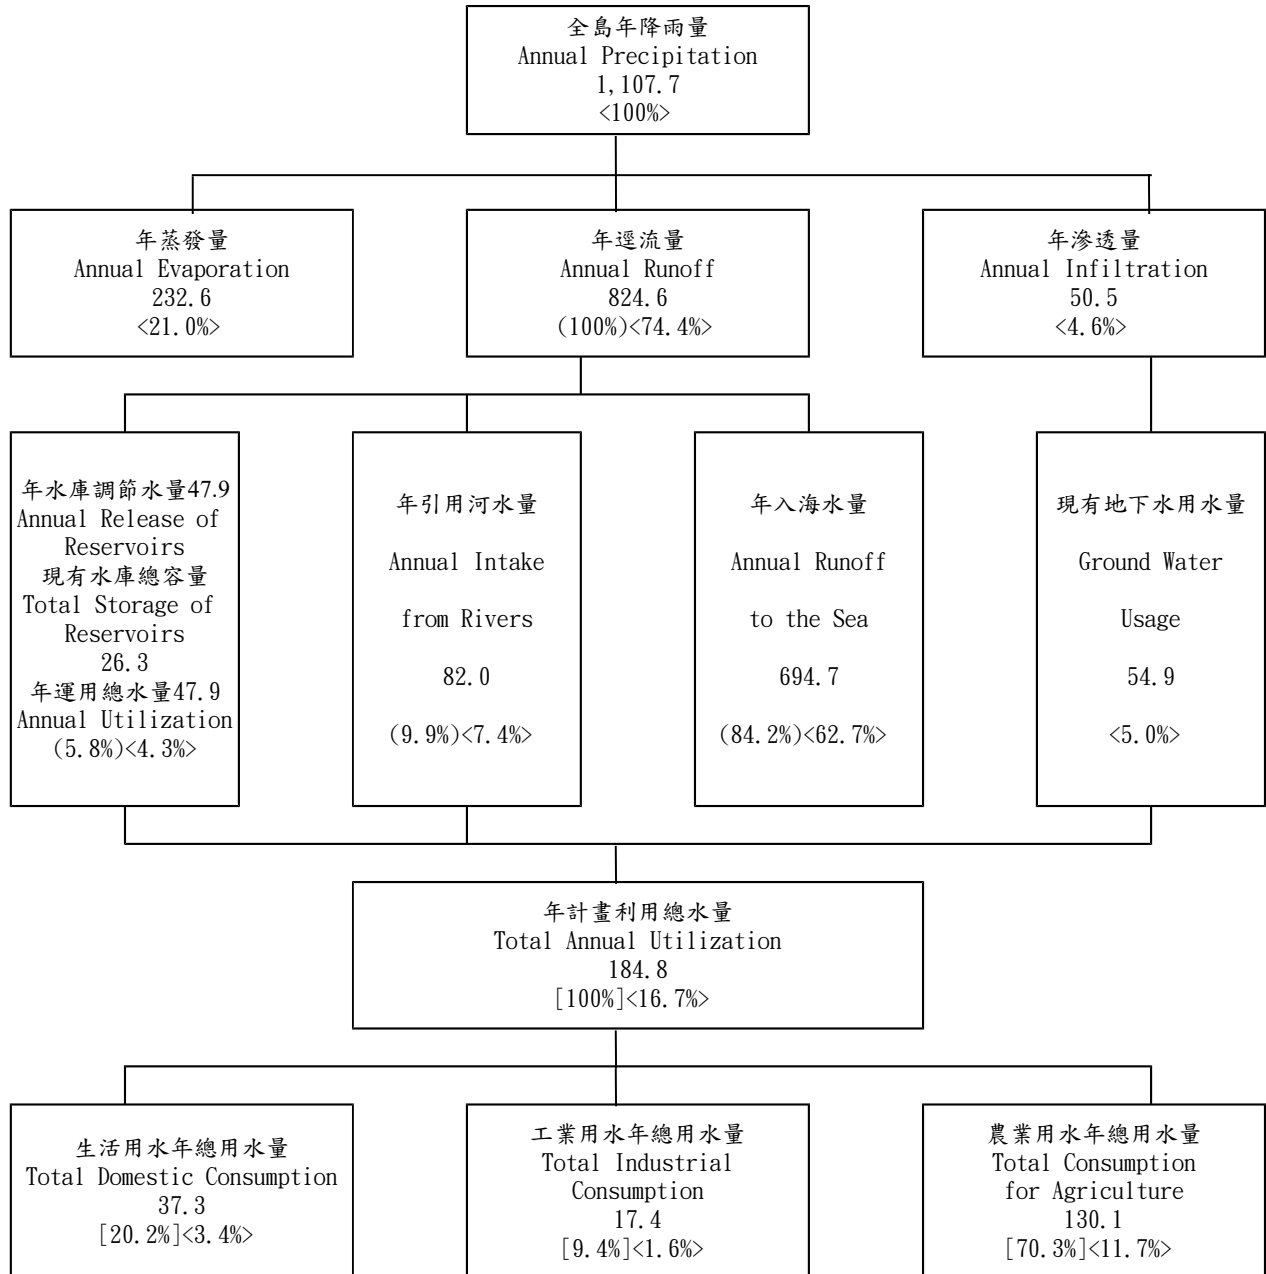 全島年降雨量
Annual Precipitation
1,107.7
<100%>
年蒸發量
Annual Evaporation
232.6
<21.0%>
年逕流量
Annual Runoff
824.6
(100%)<74.4%>
年滲透量
Annual Infiltration
50.5
<4.6%>
年水庫調節水量47.9
Annual Release of
Reservoirs
現有水庫總容量
Total Storage of
Reservoirs
26.3
年運用總水量47.9
Annual Utilization
(5.8%)<4.3%>
年引用河水量
Annual Intake
from Rivers
82.0
(9.9%)<7.4%>
年入海水量
Annual Runoff
to the Sea
694.7
(84.2%)<62.7%>
現有地下水用水量
Ground Water
Usage
54.9
<5.0%>
年計畫利用總水量
Total Annual Utilization
184.8
[100%]<16.7%>
生活用水年總用水量
Total Domestic Consumption
37.3
[20.2%]<3.4%>
工業用水年總用水量
Total Industrial
Consumption
17.4
[9.4%]<1.6%>
農業用水年總用水量
Total Consumption
for Agriculture
130.1
[70.3%]<11.7%>